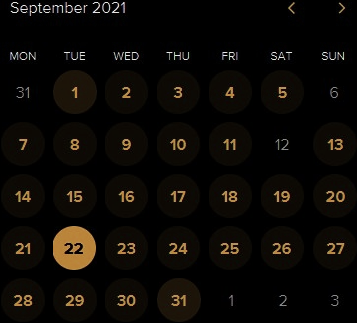 September 2021
MON TUE WED THU FRI SAT SUN
31 1 2 3 4 5 6
7 8 9 10 11 12 13
14 15 16 17 18 19 20
21 22 23 24 25 26 27
28 29 30 31 1 2 3